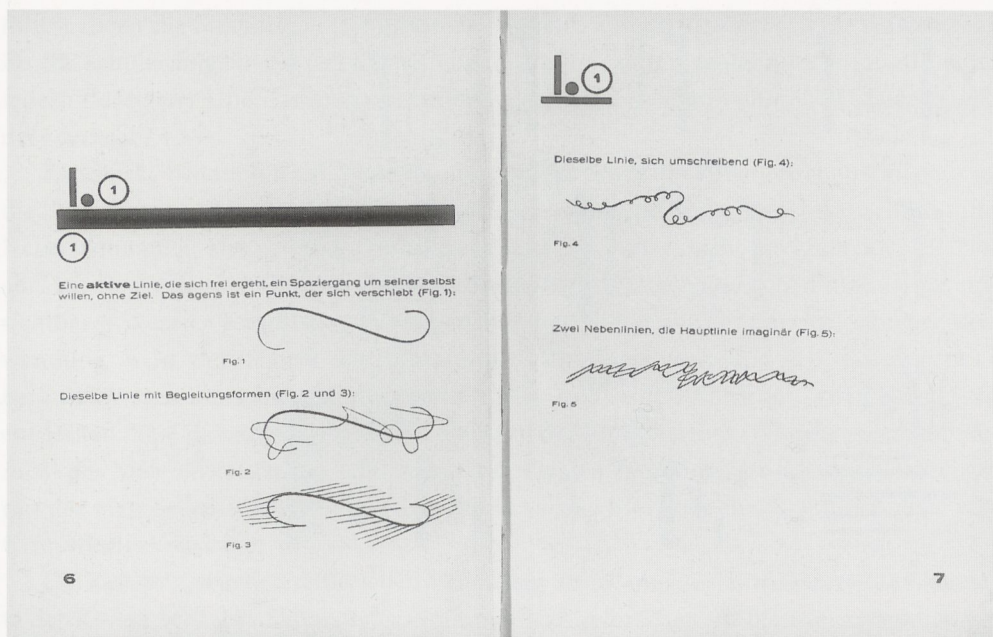 I. 1
1
Eine aktive Linie, die sich frei ergeht, ein Spaziergang um seiner selbst
willen, ohne Ziel. Das agens ist ein Punkt, der sich verschiebt (Fig. 1):
Fig. 1
Dieselbe Linie mit Begleitungsformen (Fig. 2 und 3):
Fig. 2
Fig. 3
6
I. 1
Dieselbe Linie, sich umschreibend (Fig. 4):
Fig. 4
Zwei Nebenlinien, die Hauptlinie imaginär (Fig. 5):
Fig. 5
7